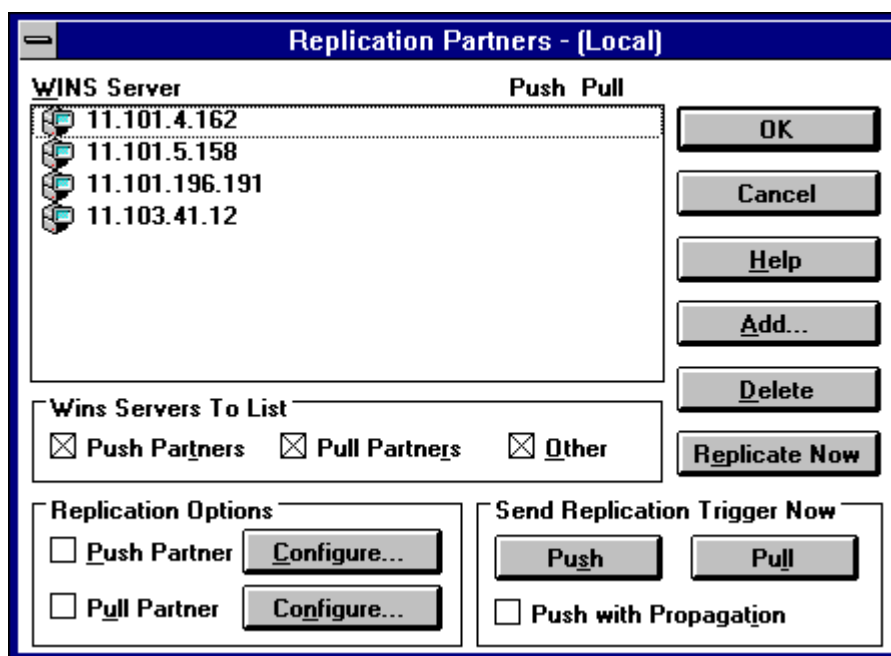 Replication Partners - (Local)
WINS Server Push Pull
11.101.4.162
11.101.5.158
11.101.196.191
11.103.41.12
OK
Cancel
Help
Add...
Delete
Replicate Now
Wins Servers To List
Push Partners Pull Partners Other
Replication Options
Push Partner Configure...
Pull Partner Configure...
Send Replication Trigger Now
Push Pull
Push with Propagation